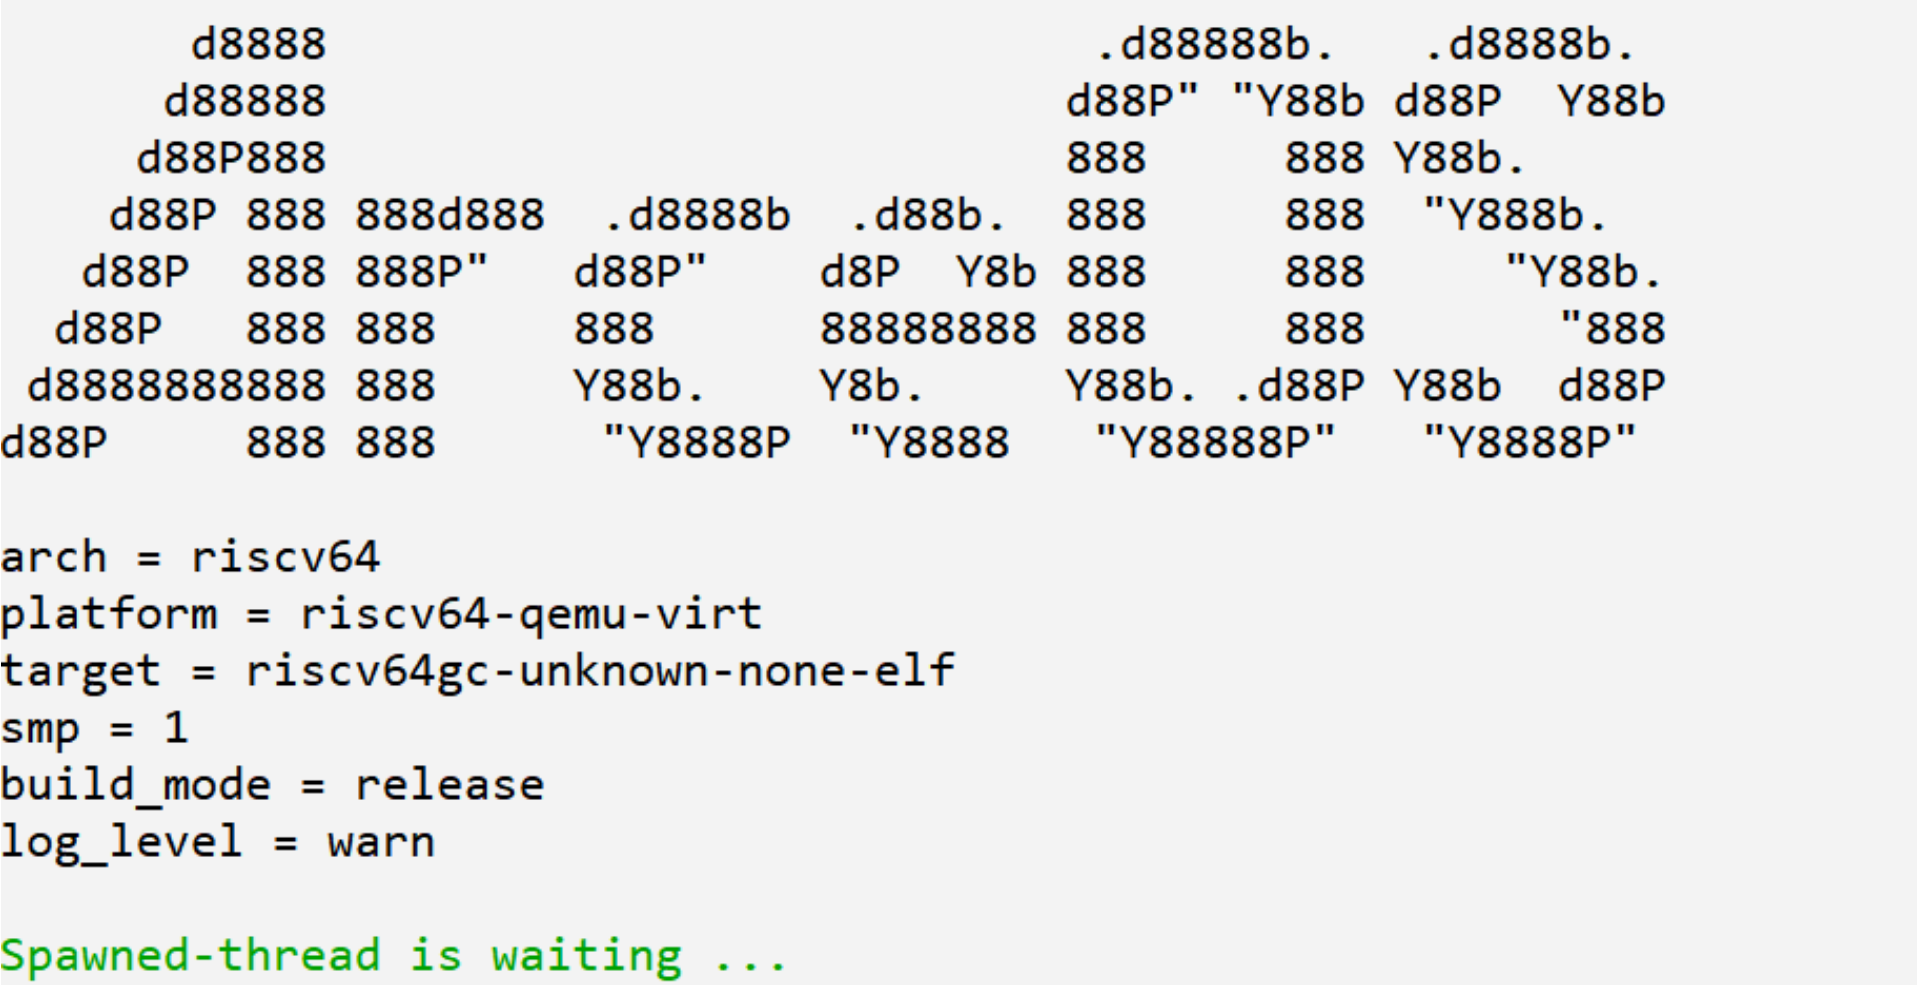 d8888                            .d88888b.   .d8888b.
      d88888                           d88P" "Y88b d88P  Y88b
     d88P888                           888     888 Y88b.
    d88P 888 888d888  .d8888b  .d88b.  888     888  "Y888b.
   d88P  888 888P"   d88P"    d8P  Y8b 888     888     "Y88b.
  d88P   888 888     888      88888888 888     888       "888
 d8888888888 888     Y88b.    Y8b.     Y88b. .d88P Y88b  d88P
d88P     888 888      "Y8888P  "Y8888   "Y88888P"   "Y8888P"

arch = riscv64
platform = riscv64-qemu-virt
target = riscv64gc-unknown-none-elf
smp = 1
build_mode = release
log_level = warn

Spawned-thread is waiting ...